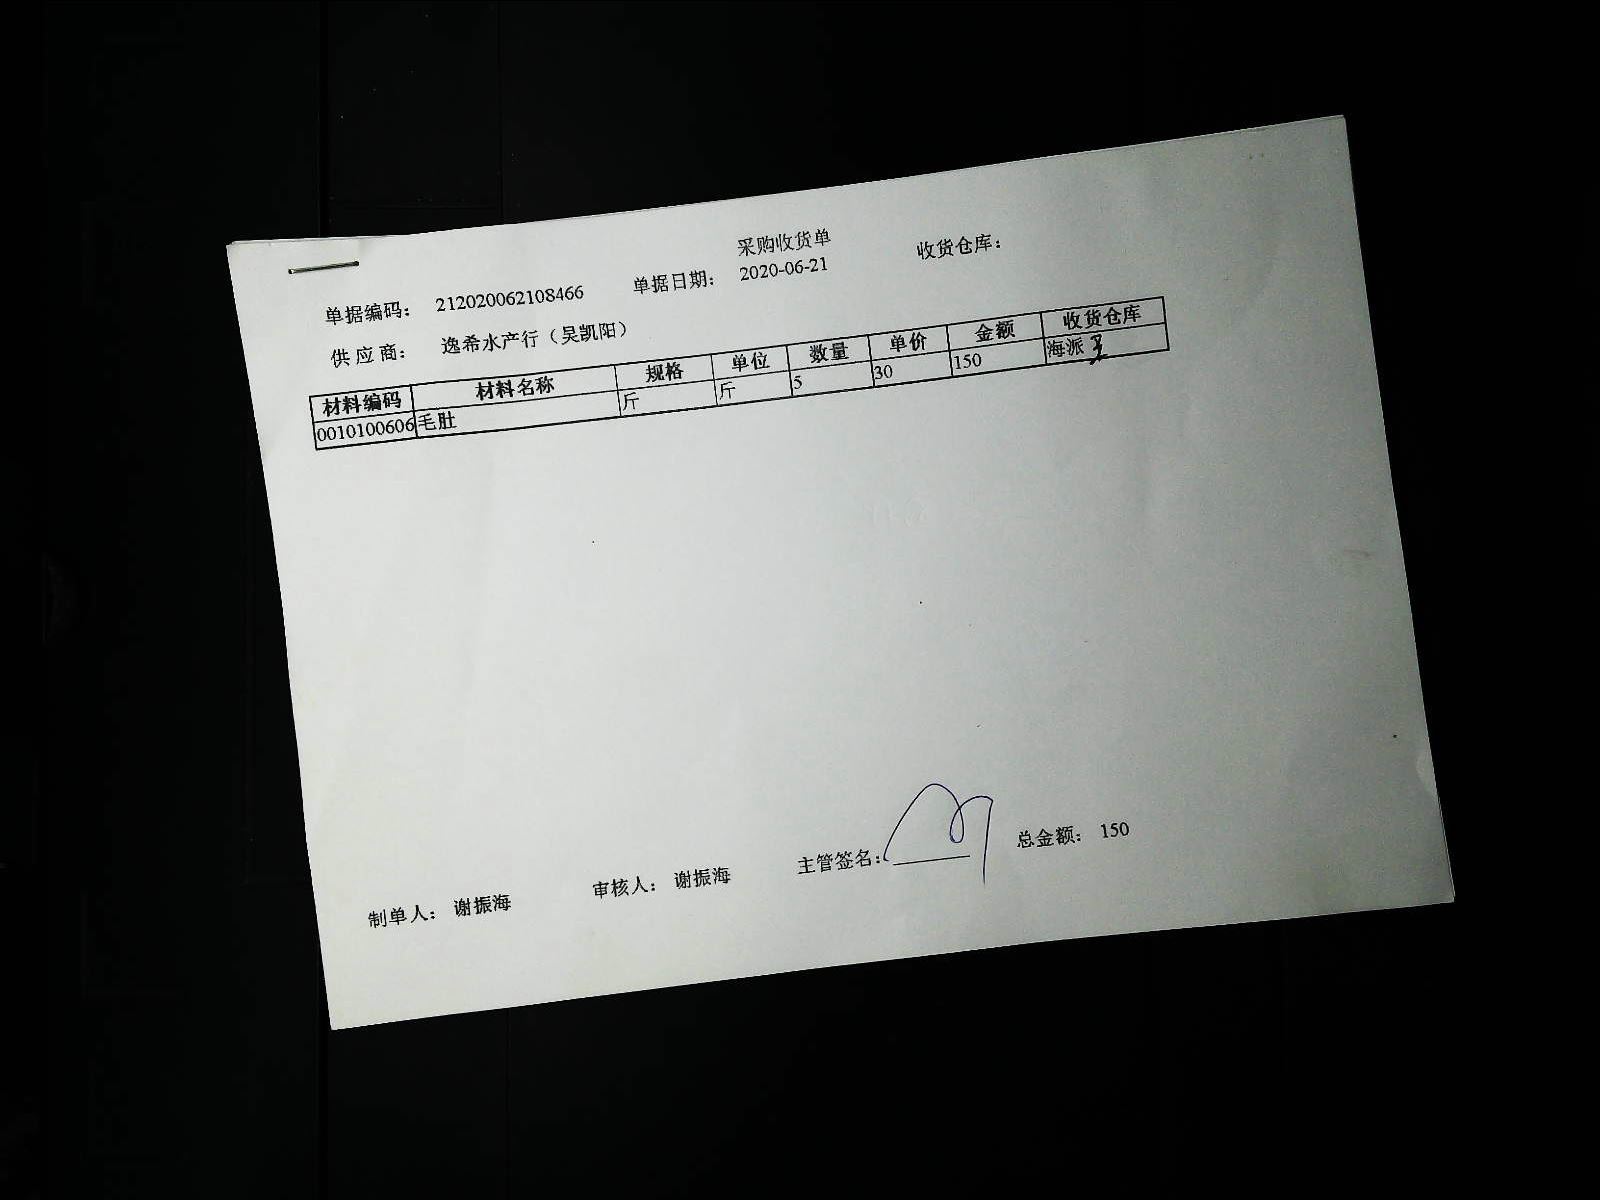 采购收货单
单据编码： 212020062108466 单据日期： 2020-06-21 收货仓库：
供应商： 逸希水产行（吴凯阳）
材料编码 材料名称 规格 单位 数量 单价 金额 收货仓库
0010100606 毛肚 斤 斤 5 30 150 海派
制单人： 谢振海 审核人： 谢振海 主管签名： 总金额： 150